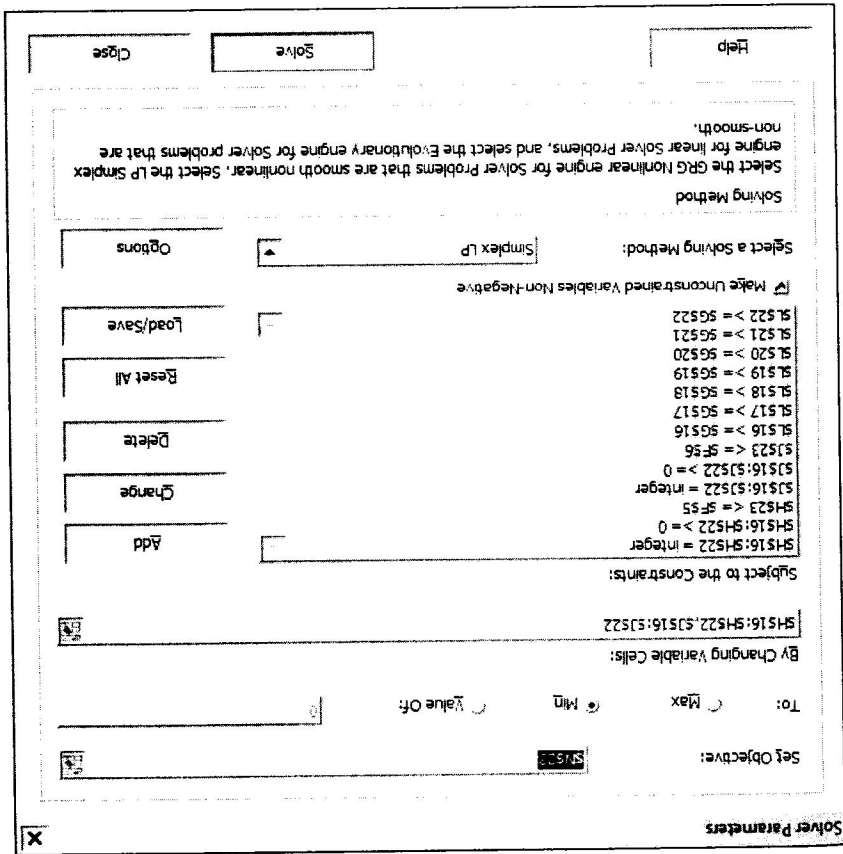 Solver Parameters
Set Objective:
To: Max Min Value Of: 0
By Changing Variable Cells:
$H$16:$H$22,$J$16:$J$22
Subject to the Constraints:
$H$16:$H$22 = integer
$H$16:$H$22 >= 0
$H$23 <= $F$5
$J$16:$J$22 = integer
$J$16:$J$22 >= 0
$J$23 <= $F$6
$L$16 >= $G$16
$L$17 >= $G$17
$L$18 >= $G$18
$L$19 >= $G$19
$L$20 >= $G$20
$L$21 >= $G$21
$L$22 >= $G$22
Add
Change
Delete
Reset All
Load/Save
Make Unconstrained Variables Non-Negative
Select a Solving Method: Simplex LP Options
Solving Method
Select the GRG Nonlinear engine for Solver Problems that are smooth nonlinear. Select the LP Simplex
engine for linear Solver Problems, and select the Evolutionary engine for Solver problems that are
non-smooth.
Help Solve Close